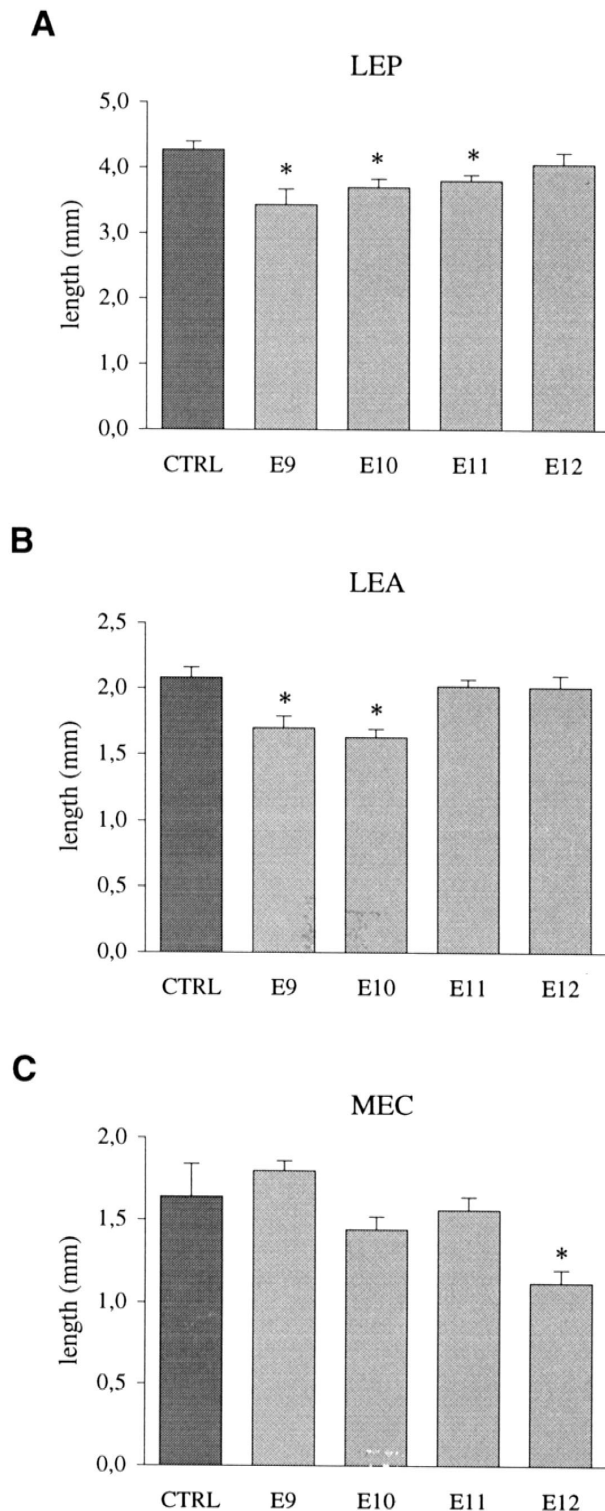 A
LEP
5,0
4,0
3,0
2,0
1,0
0,0
length (mm)
* * *
CTRL E9 E10 E11 E12
B
LEA
2,5
2,0
1,5
1,0
0,5
0,0
length (mm)
* *
CTRL E9 E10 E11 E12
C
MEC
2,0
1,5
1,0
0,5
0,0
length (mm)
*
CTRL E9 E10 E11 E12